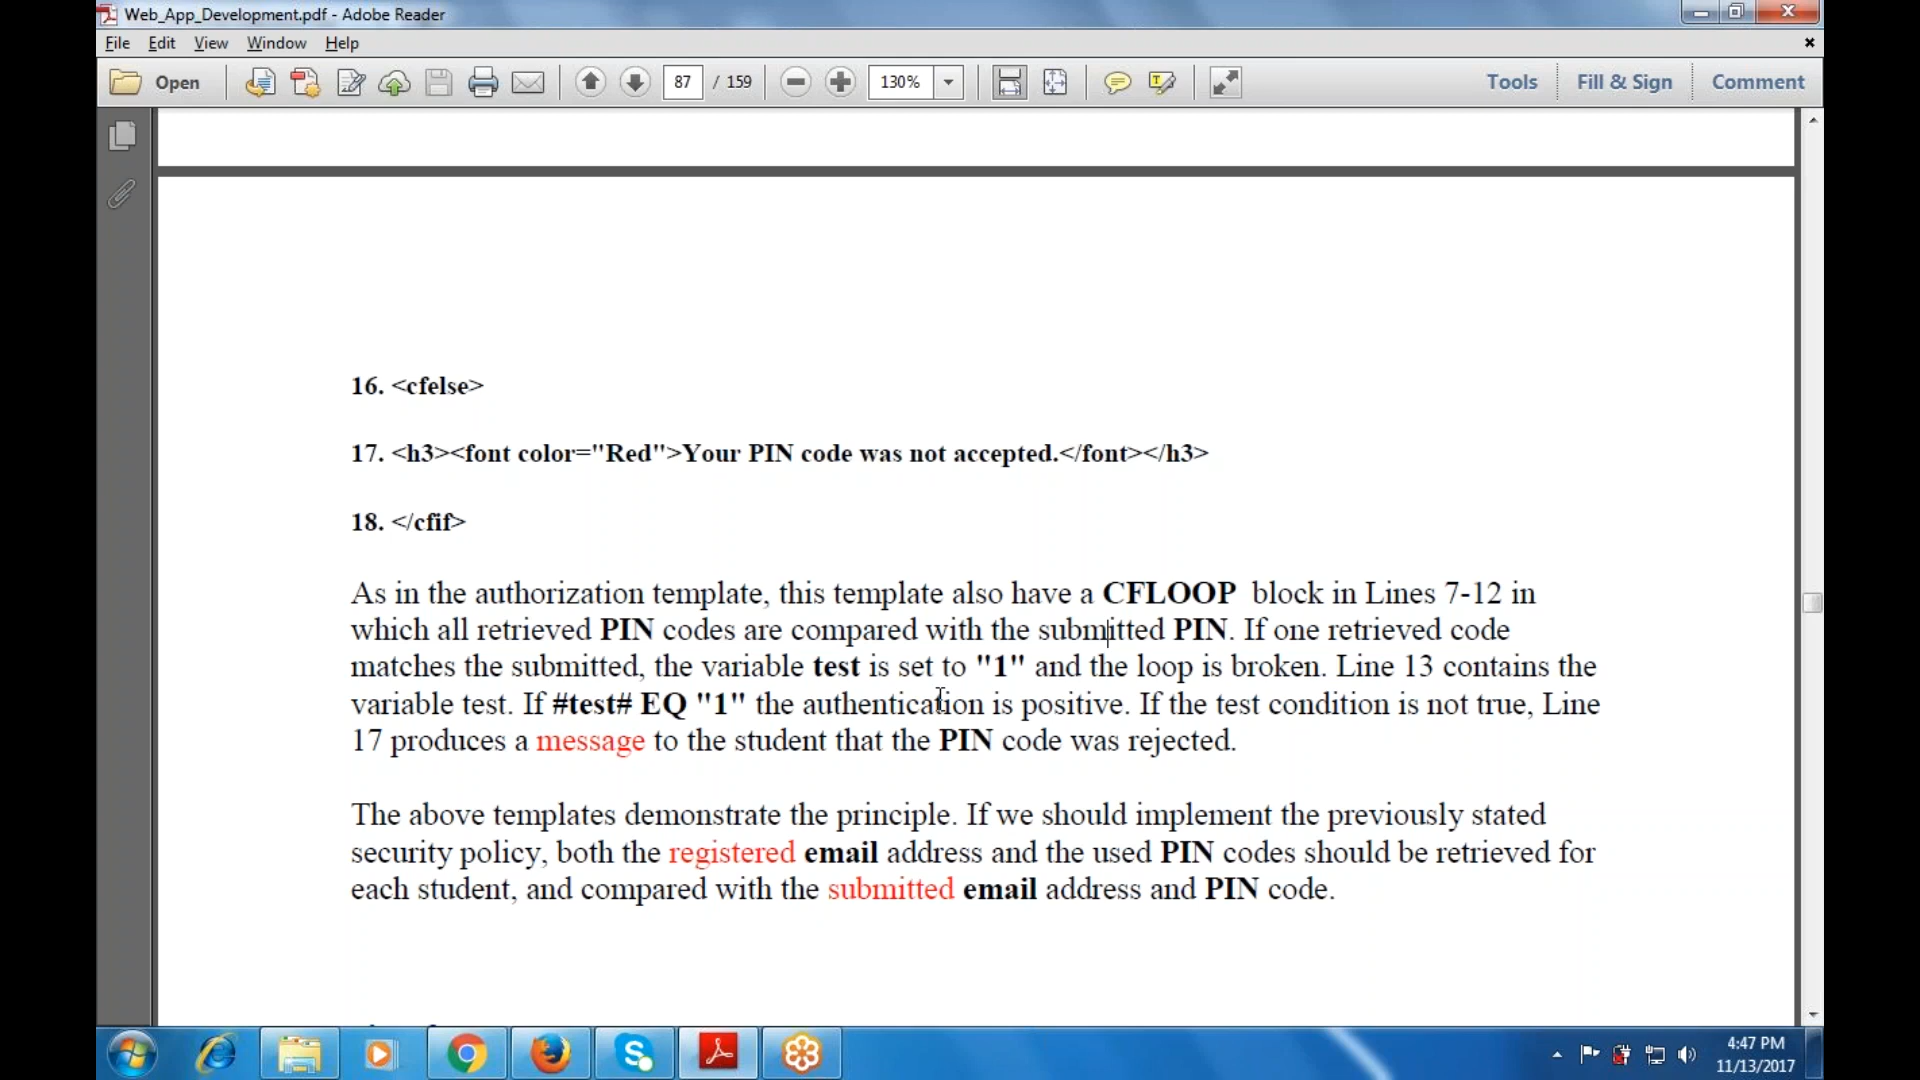 Web_App_Development.pdf - Adobe Reader
File Edit View Window Help
Open 87 / 159 130% Tools Fill & Sign Comment
16. <cfelse>
17. <h3><font color="Red">Your PIN code was not accepted.</font></h3>
18. </cfif>
As in the authorization template, this template also have a CFLOOP block in Lines 7-12 in
which all retrieved PIN codes are compared with the submitted PIN. If one retrieved code
matches the submitted, the variable test is set to "1" and the loop is broken. Line 13 contains the
variable test. If #test# EQ "1" the authentication is positive. If the test condition is not true, Line
17 produces a message to the student that the PIN code was rejected.
The above templates demonstrate the principle. If we should implement the previously stated
security policy, both the registered email address and the used PIN codes should be retrieved for
each student, and compared with the submitted email address and PIN code.
4:47 PM
11/13/2017